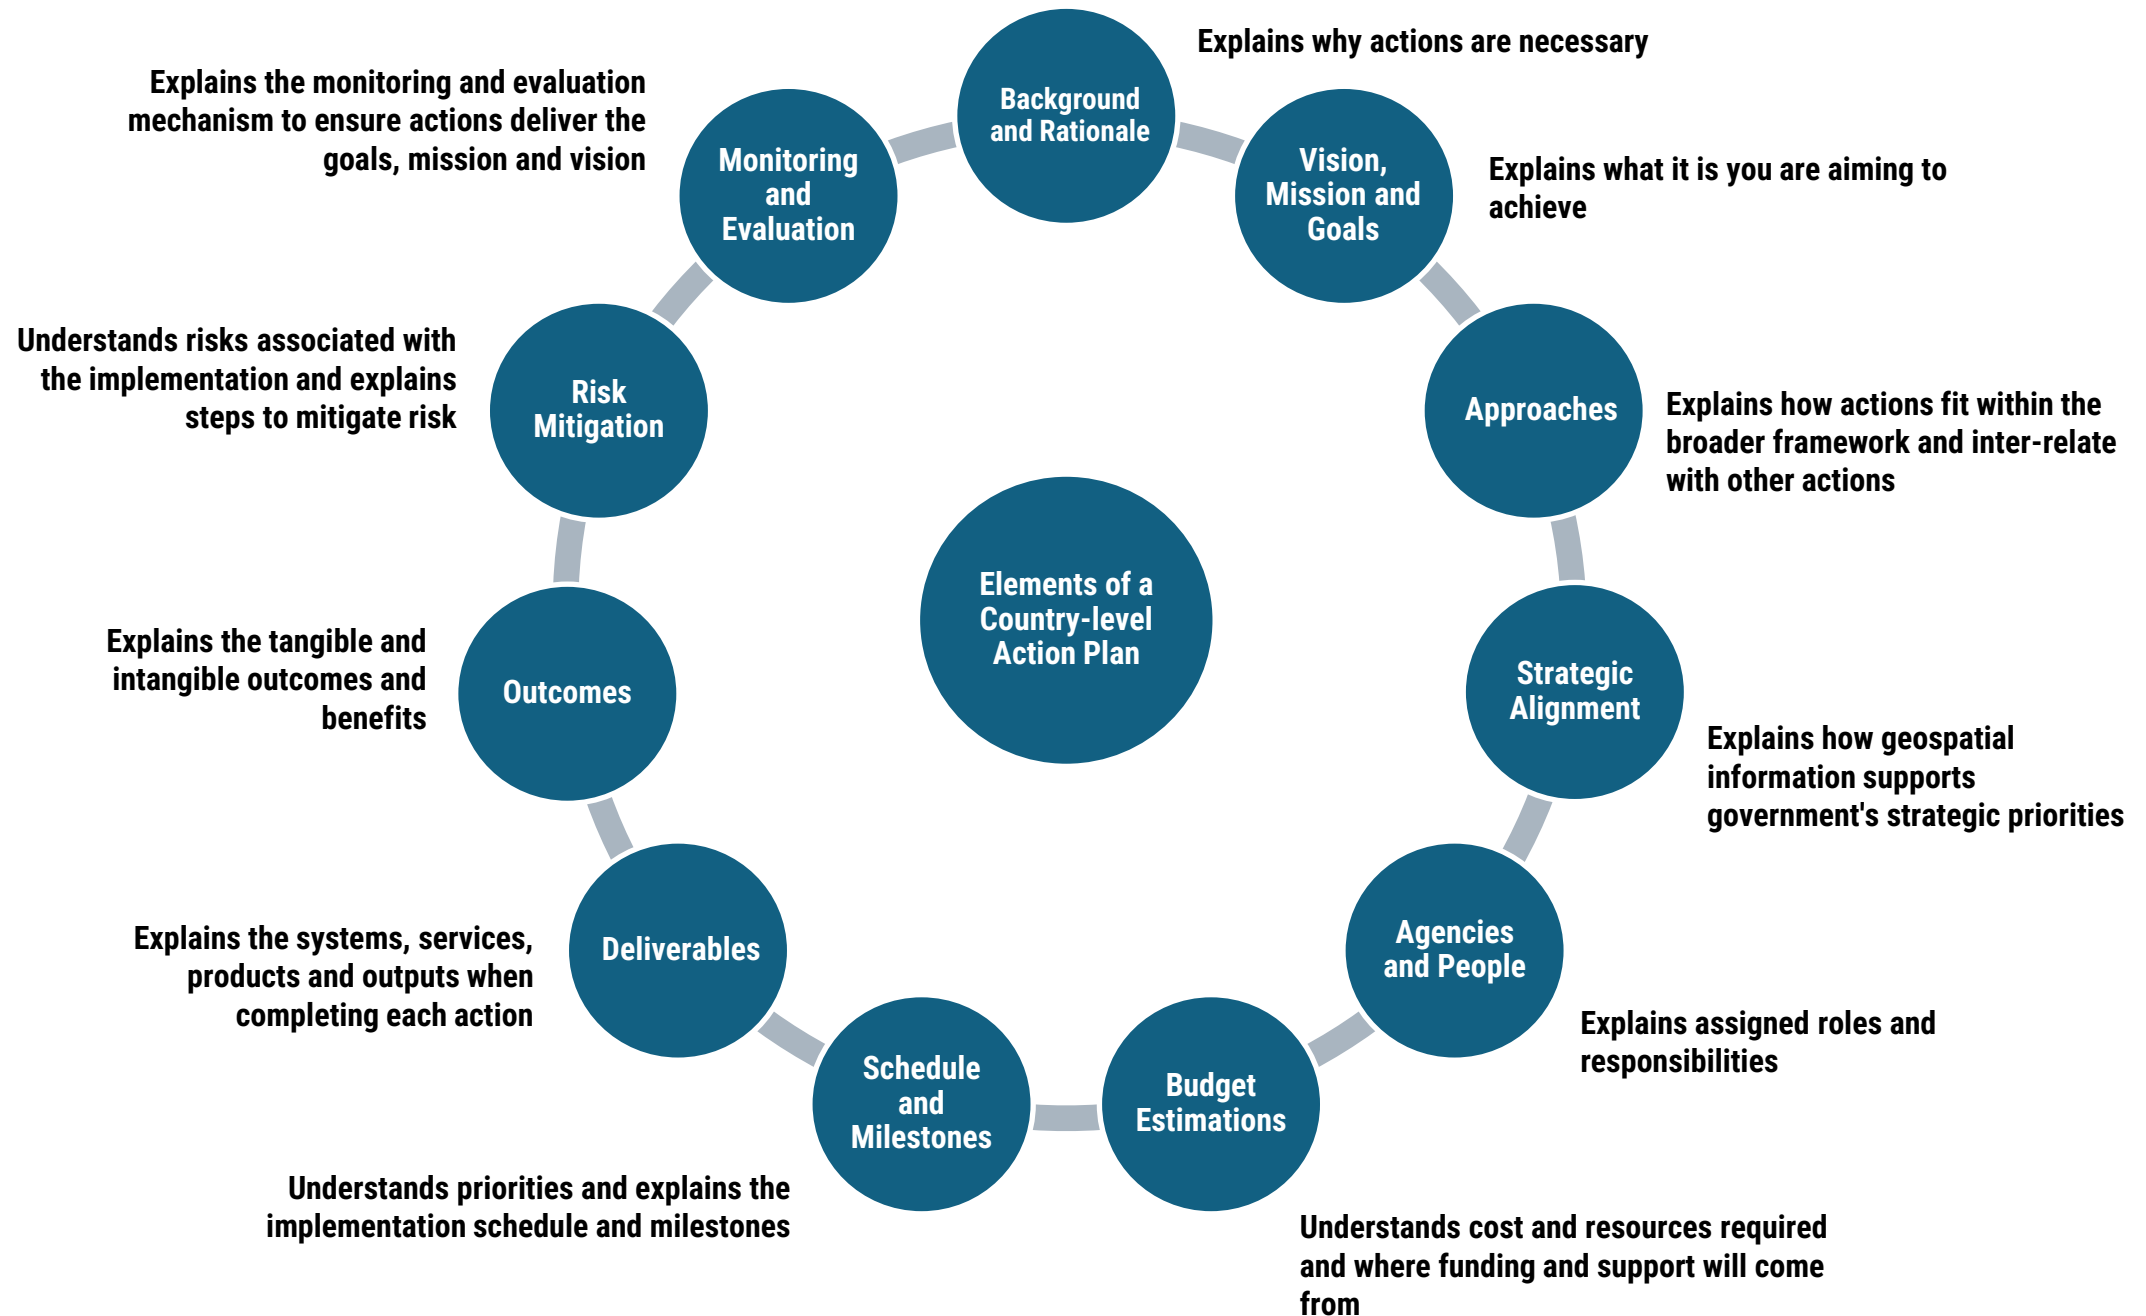 Background
and Rationale
Explains why actions are necessary
Vision,
Mission and
Goals
Explains what it is you are aiming to
achieve
Approaches
Explains how actions fit within the
broader framework and inter-relate
with other actions
Strategic
Alignment
Explains how geospatial
information supports
government's strategic priorities
Agencies
and People
Explains assigned roles and
responsibilities
Budget
Estimations
Understands cost and resources required
and where funding and support will come
from
Schedule
and
Milestones
Understands priorities and explains the
implementation schedule and milestones
Deliverables
Explains the systems, services,
products and outputs when
completing each action
Outcomes
Explains the tangible and
intangible outcomes and
benefits
Risk
Mitigation
Understands risks associated with
the implementation and explains
steps to mitigate risk
Monitoring
and
Evaluation
Explains the monitoring and evaluation
mechanism to ensure actions deliver the
goals, mission and vision
Elements of a
Country-level
Action Plan